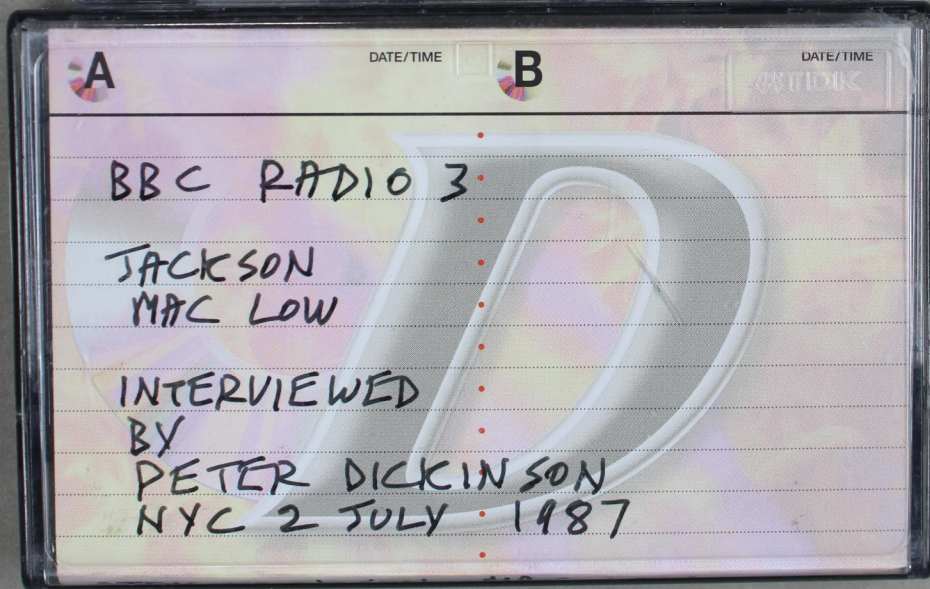 A DATE/TIME B DATE/TIME
TDK
BBC RADIO 3
JACKSON
MAC LOW
INTERVIEWED
BY
PETER DICKINSON
NYC 2 JULY 1987